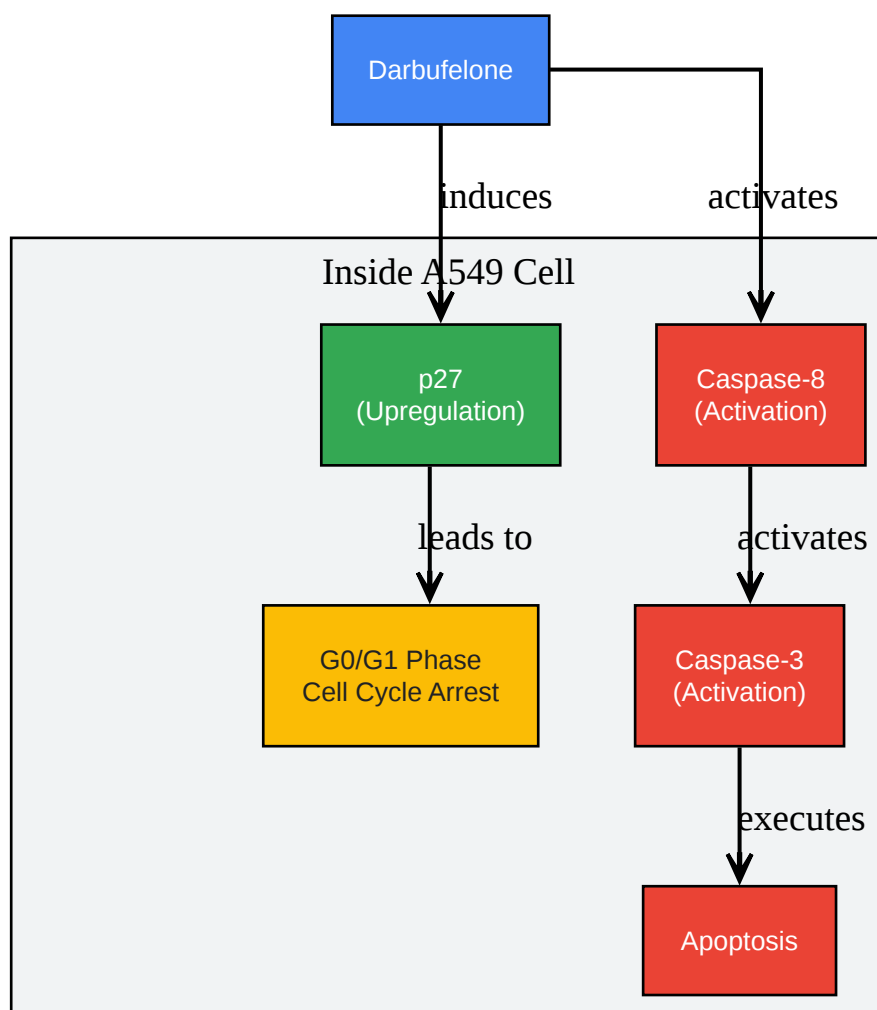 Darbufelone
induces
activates
Inside A549 Cell
p27
(Upregulation)
Caspase-8
(Activation)
leads to
activates
G0/G1 Phase
Cell Cycle Arrest
Caspase-3
(Activation)
executes
Apoptosis